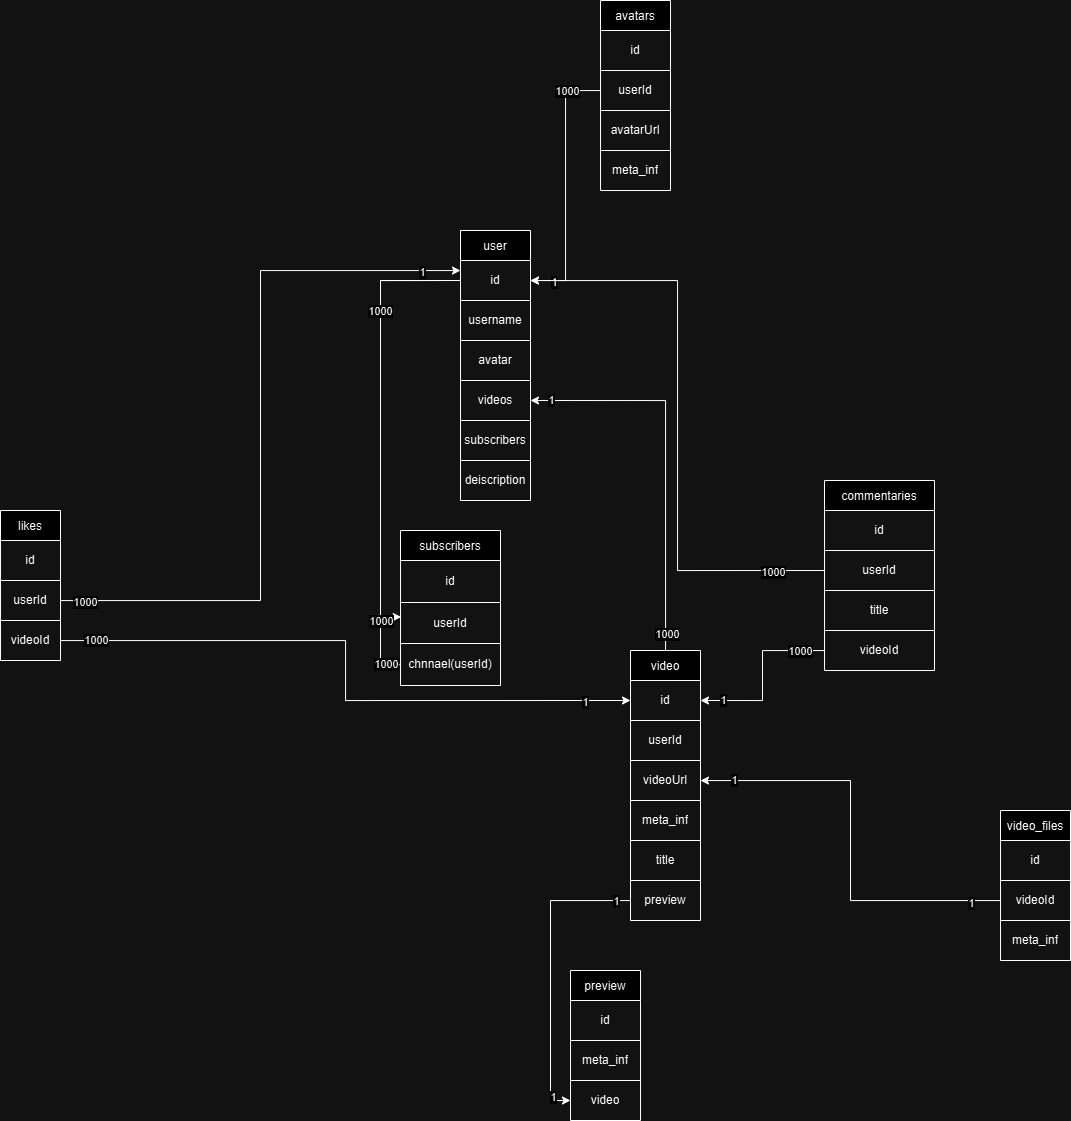 avatars
id
userId
avatarUrl
meta_inf
1000
user
id
username
avatar
videos
subscribers
deiscription
1
1
1000
1
likes
id
userId
videoId
1000
1000
subscribers
id
userId
chnnael(userId)
1000
1000
commentaries
id
userId
title
videoId
1000
1000
1000
video
id
userId
videoUrl
meta_inf
title
preview
1
1
1
1
video_files
id
videoId
meta_inf
1
preview
id
meta_inf
video
1